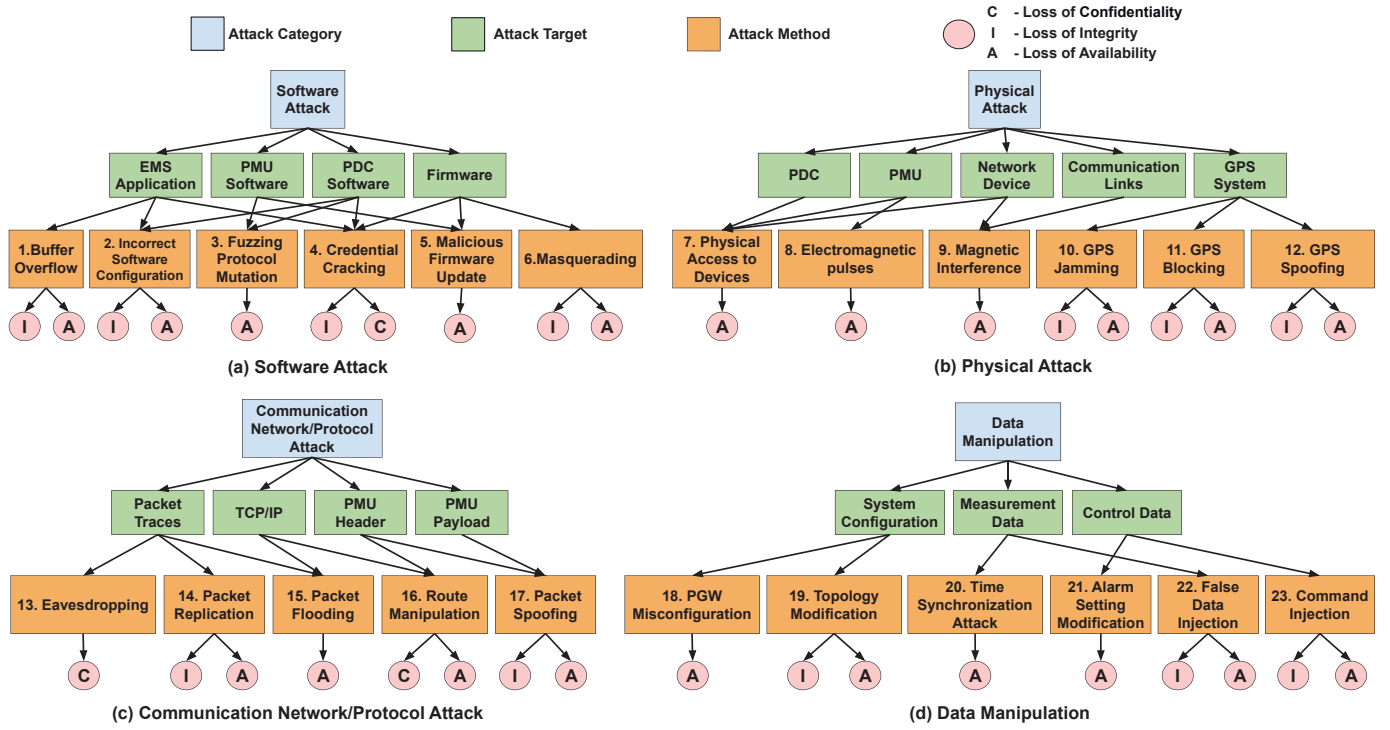 Attack Category
Attack Target
Attack Method
C - Loss of Confidentiality
I - Loss of Integrity
A - Loss of Availability
Software
Attack
EMS
Application
PMU
Software
PDC
Software
Firmware
1.Buffer
Overflow
2. Incorrect
Software
Configuration
3. Fuzzing
Protocol
Mutation
4. Credential
Cracking
5. Malicious
Firmware
Update
6.Masquerading
I
A
I
A
A
I
C
A
I
A
(a) Software Attack
Physical
Attack
PDC
PMU
Network
Device
Communication
Links
GPS
System
7. Physical
Access to
Devices
8. Electromagnetic
pulses
9. Magnetic
Interference
10. GPS
Jamming
11. GPS
Blocking
12. GPS
Spoofing
A
A
A
I
A
I
A
I
A
(b) Physical Attack
Communication
Network/Protocol
Attack
Packet
Traces
TCP/IP
PMU
Header
PMU
Payload
13. Eavesdropping
14. Packet
Replication
15. Packet
Flooding
16. Route
Manipulation
17. Packet
Spoofing
C
I
A
A
C
A
I
A
(c) Communication Network/Protocol Attack
Data
Manipulation
System
Configuration
Measurement
Data
Control Data
18. PGW
Misconfiguration
19. Topology
Modification
20. Time
Synchronization
Attack
21. Alarm
Setting
Modification
22. False
Data
Injection
23. Command
Injection
A
I
A
A
A
I
A
I
A
(d) Data Manipulation